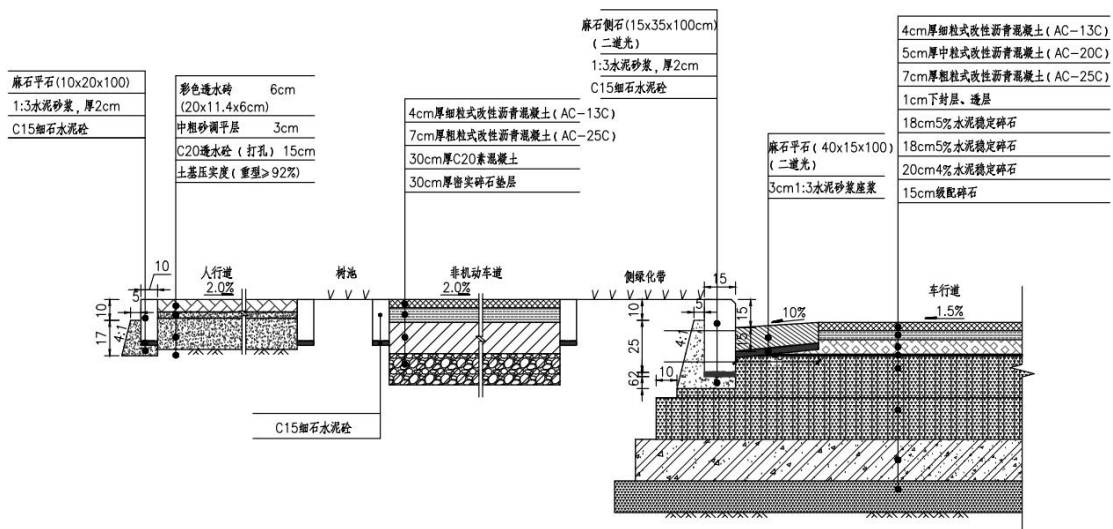 麻石平石(10x20x100)
1:3水泥砂浆，厚2cm
C15细石水泥砼
彩色透水砖 6cm
(20x11.4x6cm)
中粗砂调平层 3cm
C20透水砼(打孔) 15cm
土基压实度(重型≥92%)
4cm厚细粒式改性沥青混凝土(AC-13C)
7cm厚粗粒式改性沥青混凝土(AC-25C)
30cm厚C20素混凝土
30cm厚密实碎石垫层
麻石侧石(15x35x100cm)
(二道光)
1:3水泥砂浆，厚2cm
C15细石水泥砼
麻石平石(40x15x100)
(二道光)
3cm1:3水泥砂浆座浆
4cm厚细粒式改性沥青混凝土(AC-13C)
5cm厚中粒式改性沥青混凝土(AC-20C)
7cm厚粗粒式改性沥青混凝土(AC-25C)
1cm下封层、透层
18cm5%水泥稳定碎石
18cm5%水泥稳定碎石
20cm4%水泥稳定碎石
15cm级配碎石
人行道
2.0%
树池
非机动车道
2.0%
侧绿化带
车行道
1.5%
10%
10
5
10
17
4:1
15
5
10
25
4:1
62
10
15
C15细石水泥砼